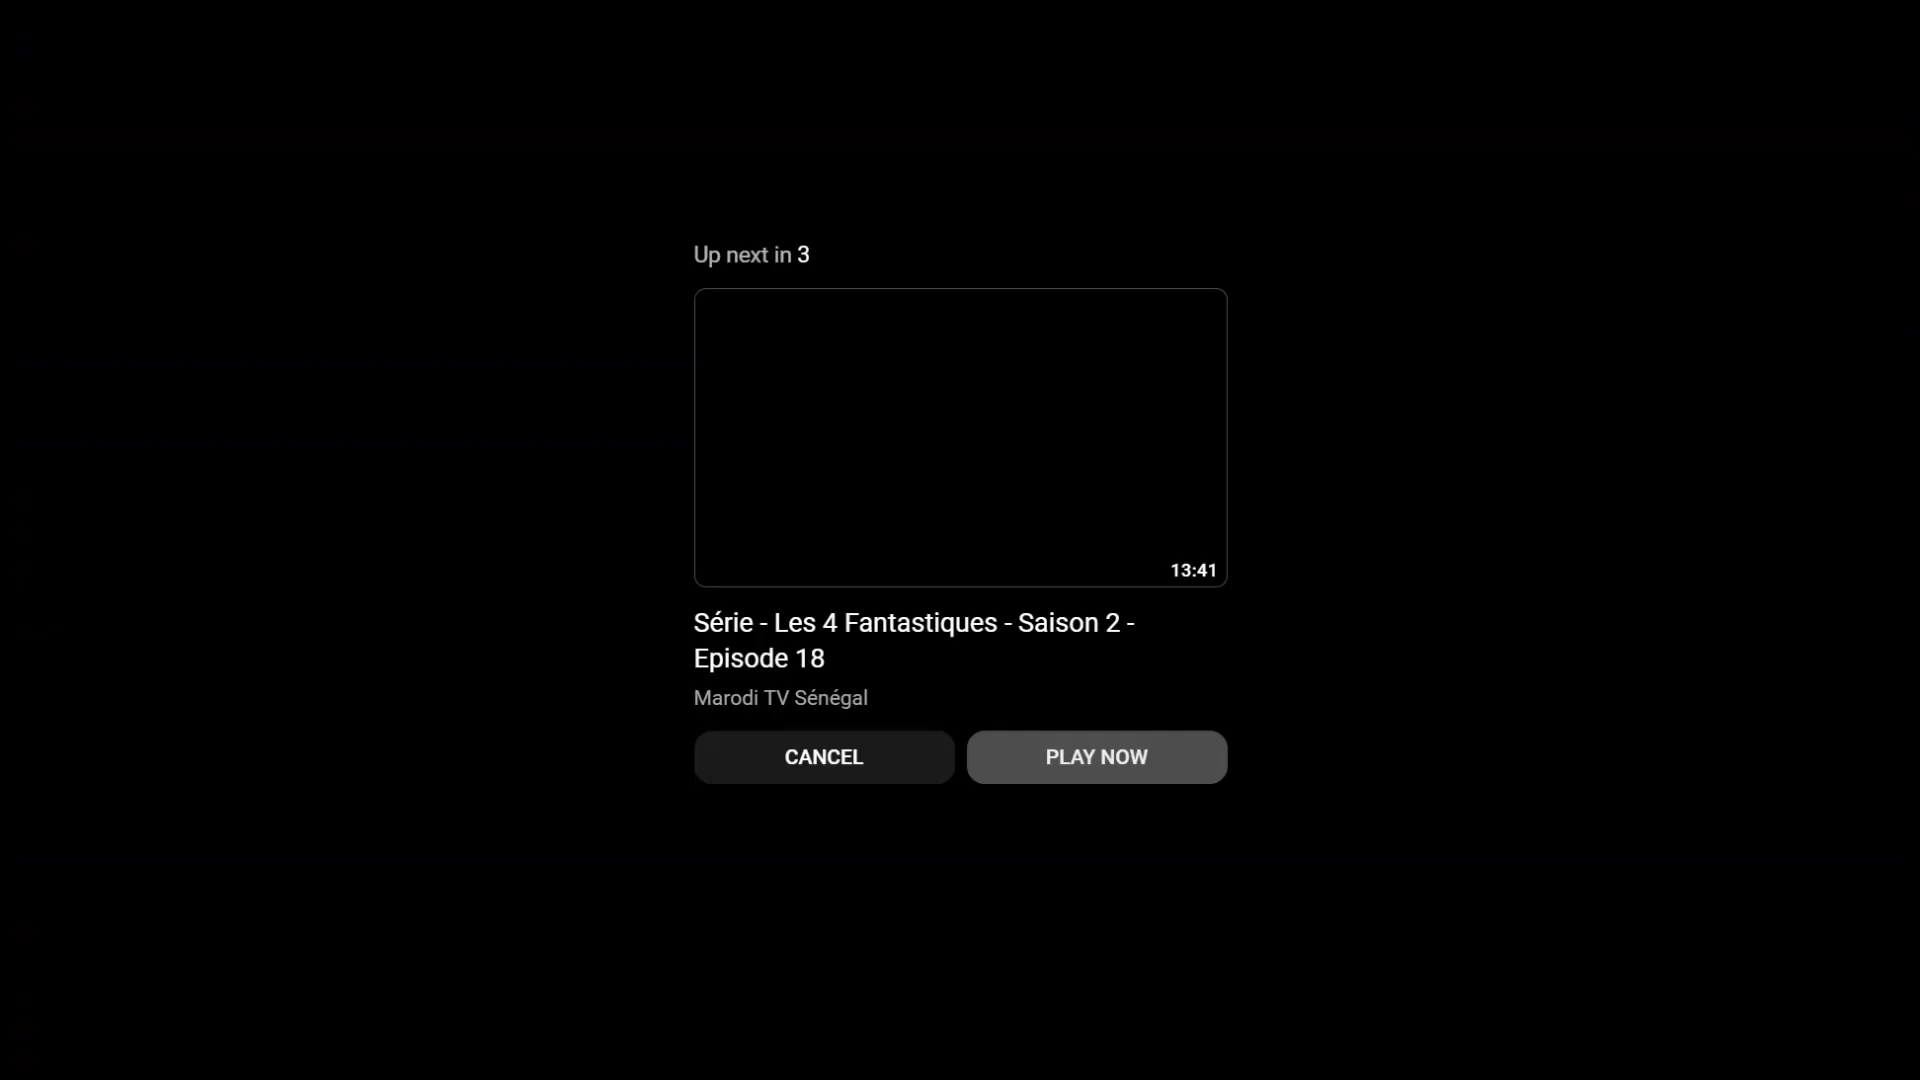 Up next in 3
13:41
Série - Les 4 Fantastiques - Saison 2 -
Episode 18
Marodi TV Sénégal
CANCEL
PLAY NOW